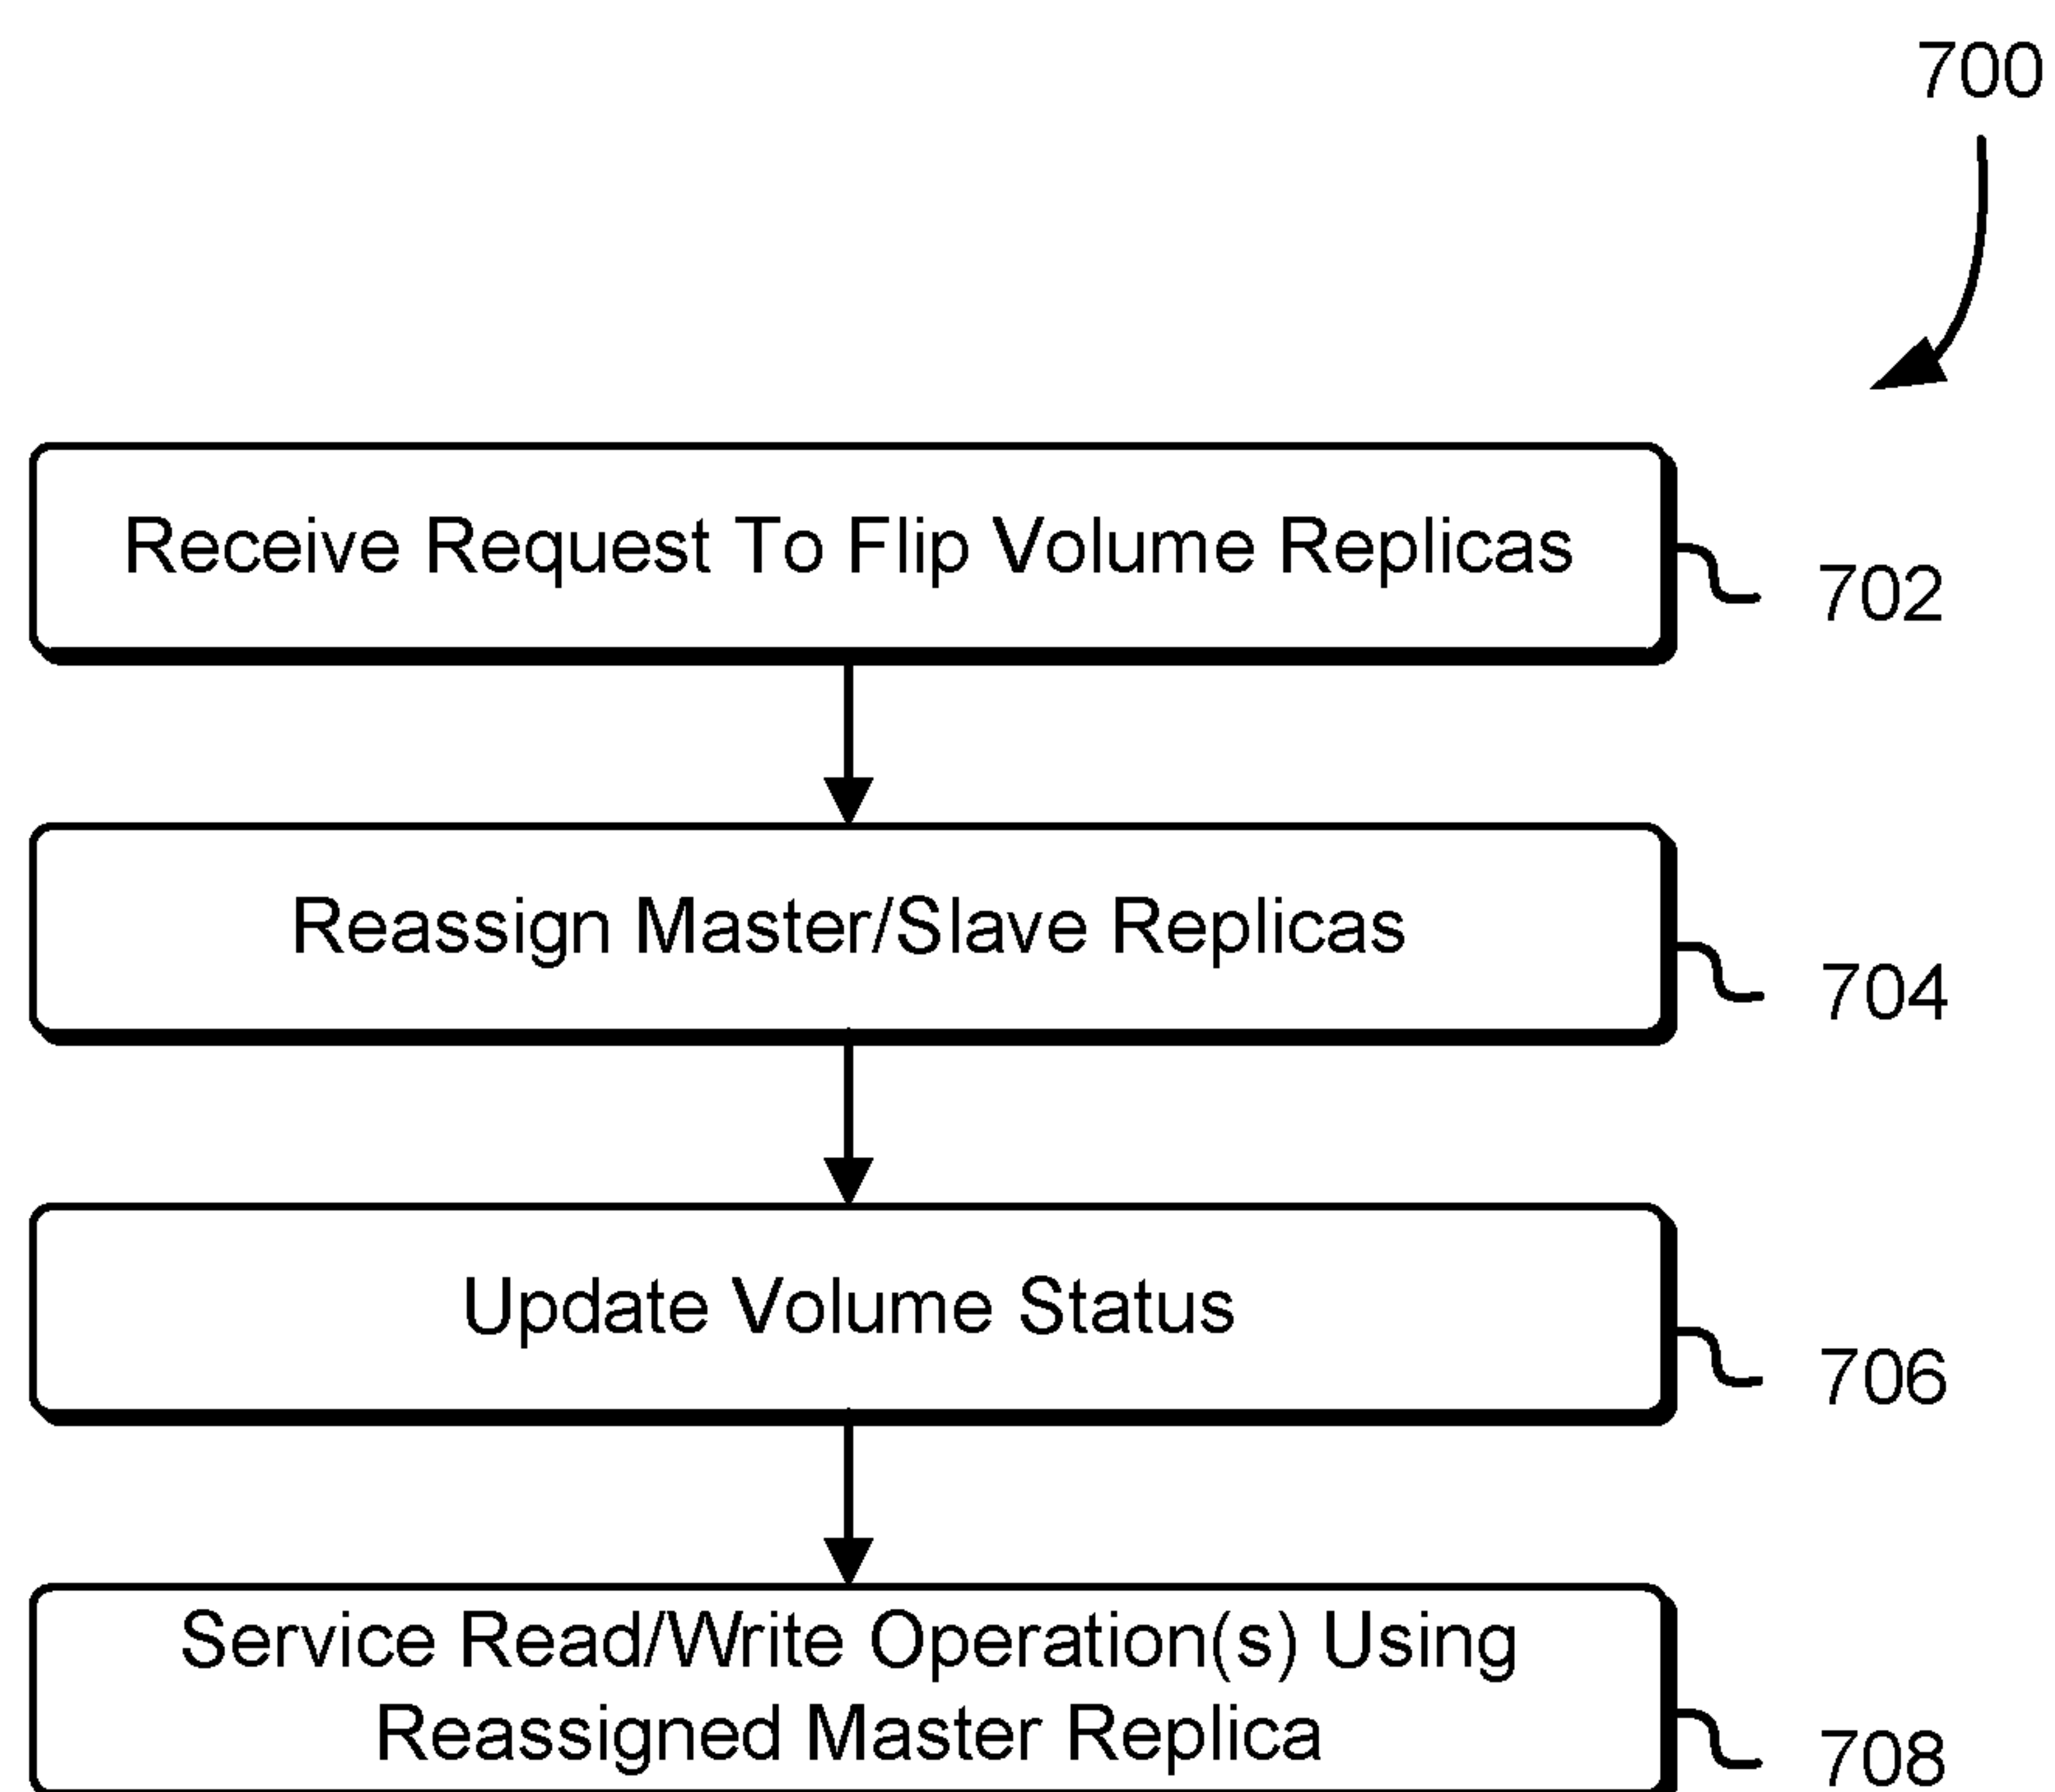 700
Receive Request To Flip Volume Replicas
702
Reassign Master/Slave Replicas
704
Update Volume Status
706
Service Read/Write Operation(s) Using
Reassigned Master Replica
708